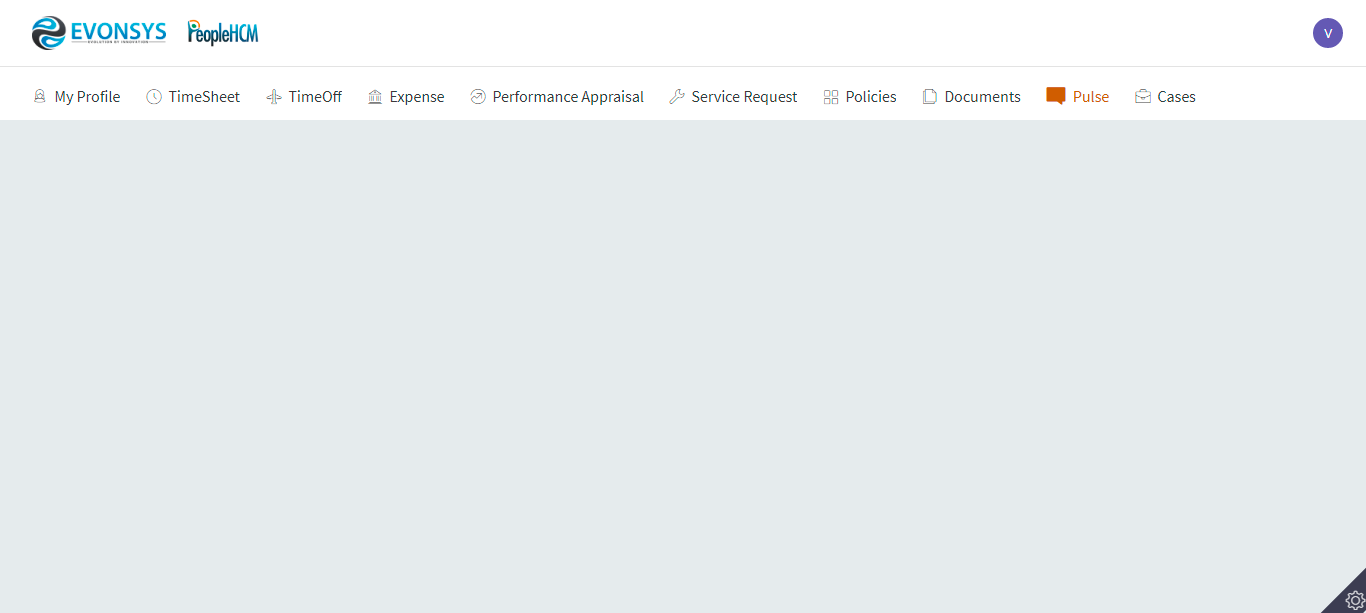 EVONSYS PeopleHCM
EVOLUTION BY INNOVATION
V
My Profile TimeSheet TimeOff Expense Performance Appraisal Service Request Policies Documents Pulse Cases